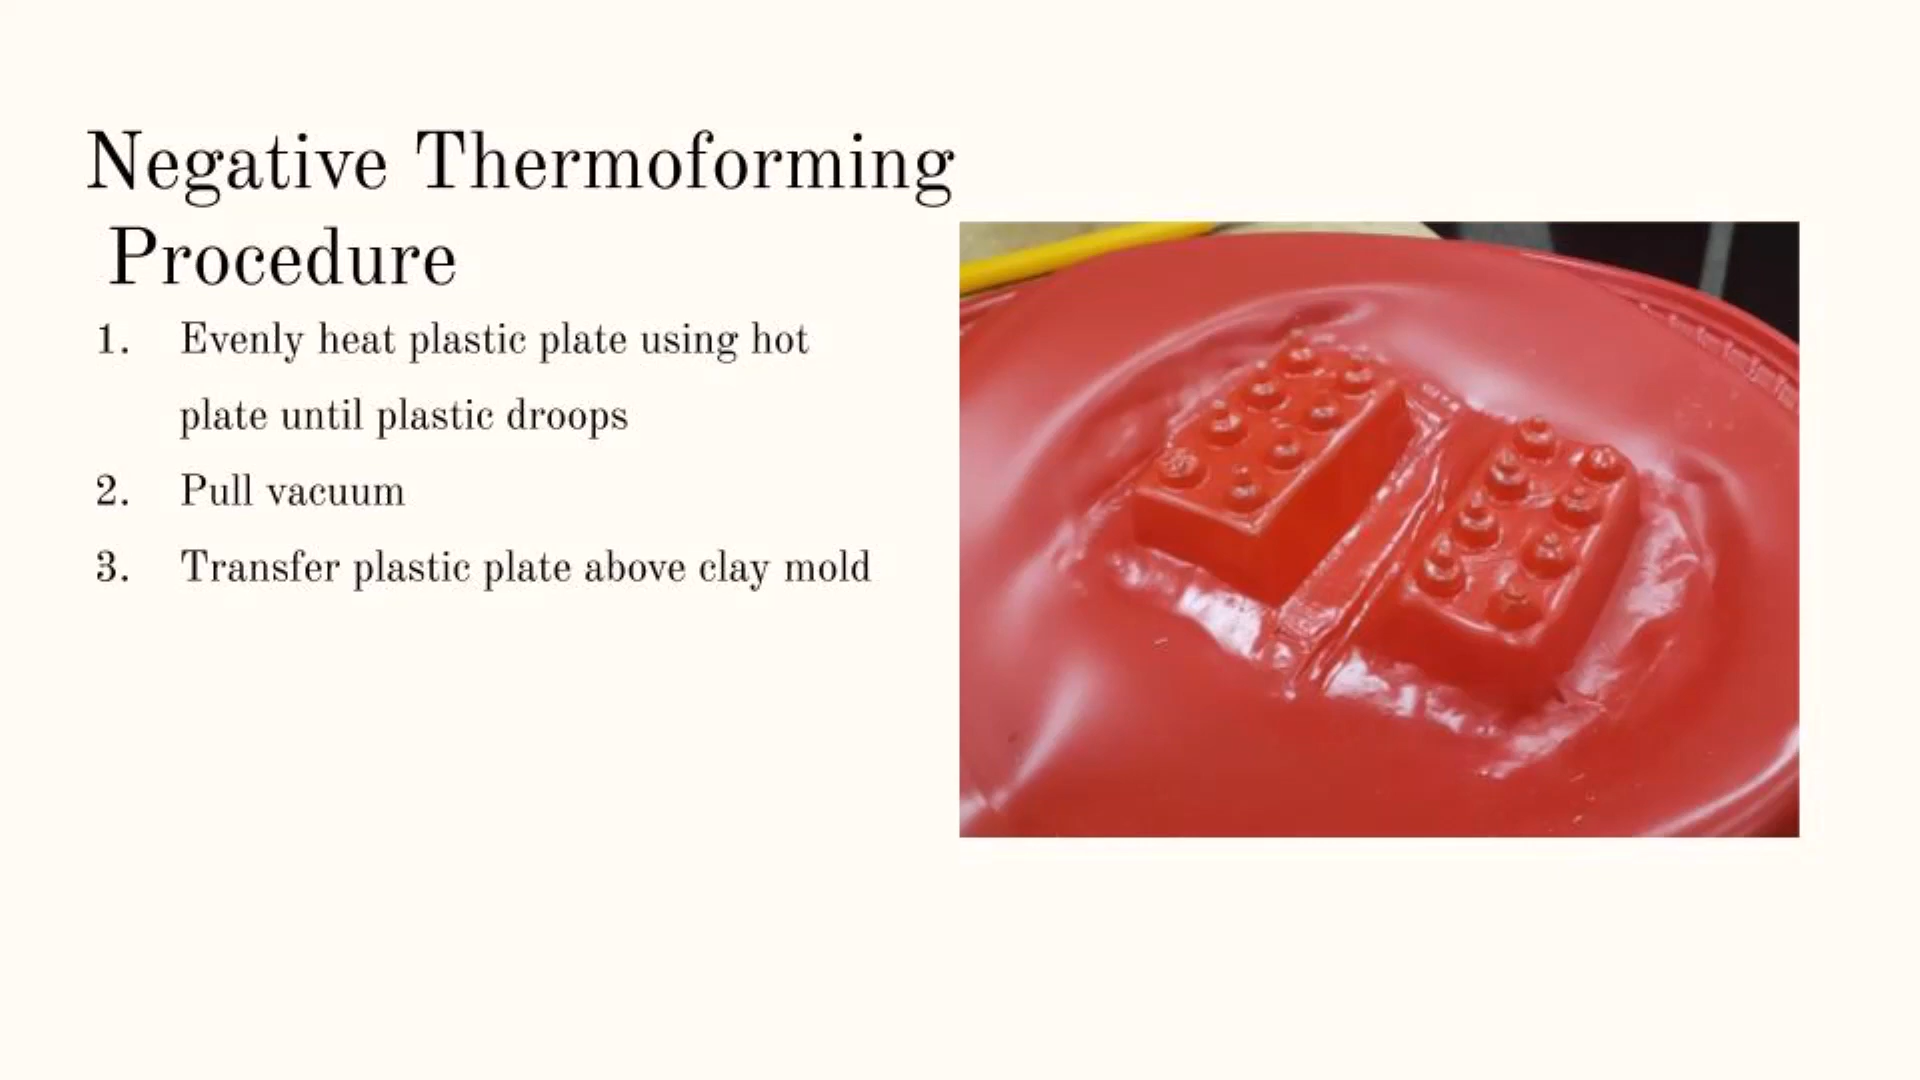 Negative Thermoforming
Procedure
1. Evenly heat plastic plate using hot
plate until plastic droops
2. Pull vacuum
3. Transfer plastic plate above clay mold